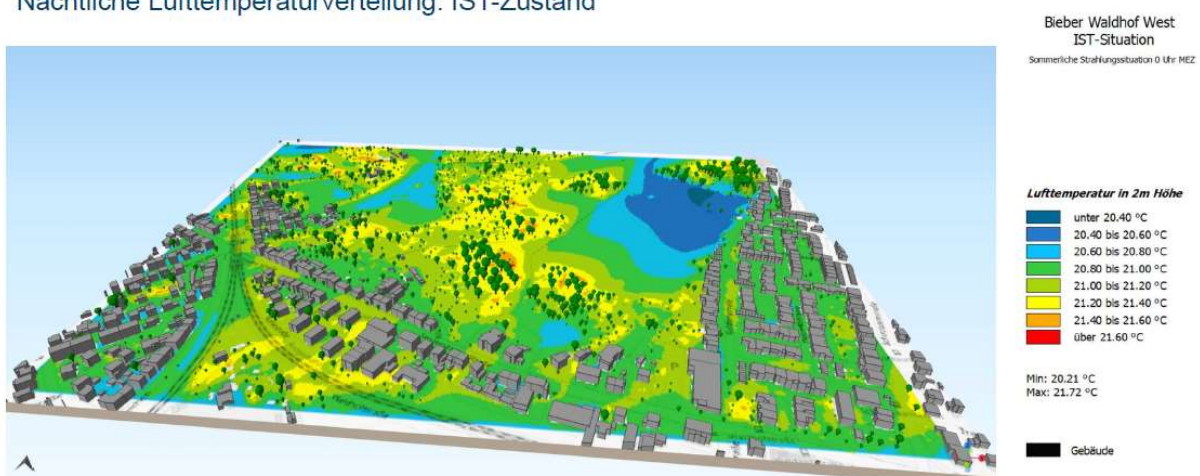 Nächtliche Lufttemperaturverteilung: IST-Zustand
Bieber Waldhof West
IST-Situation
Sommerliche Strahlungssituation 0 Uhr MEZ
Lufttemperatur in 2m Höhe
unter 20.40 °C
20.40 bis 20.60 °C
20.60 bis 20.80 °C
20.80 bis 21.00 °C
21.00 bis 21.20 °C
21.20 bis 21.40 °C
21.40 bis 21.60 °C
über 21.60 °C
Min: 20.21 °C
Max: 21.72 °C
Gebäude